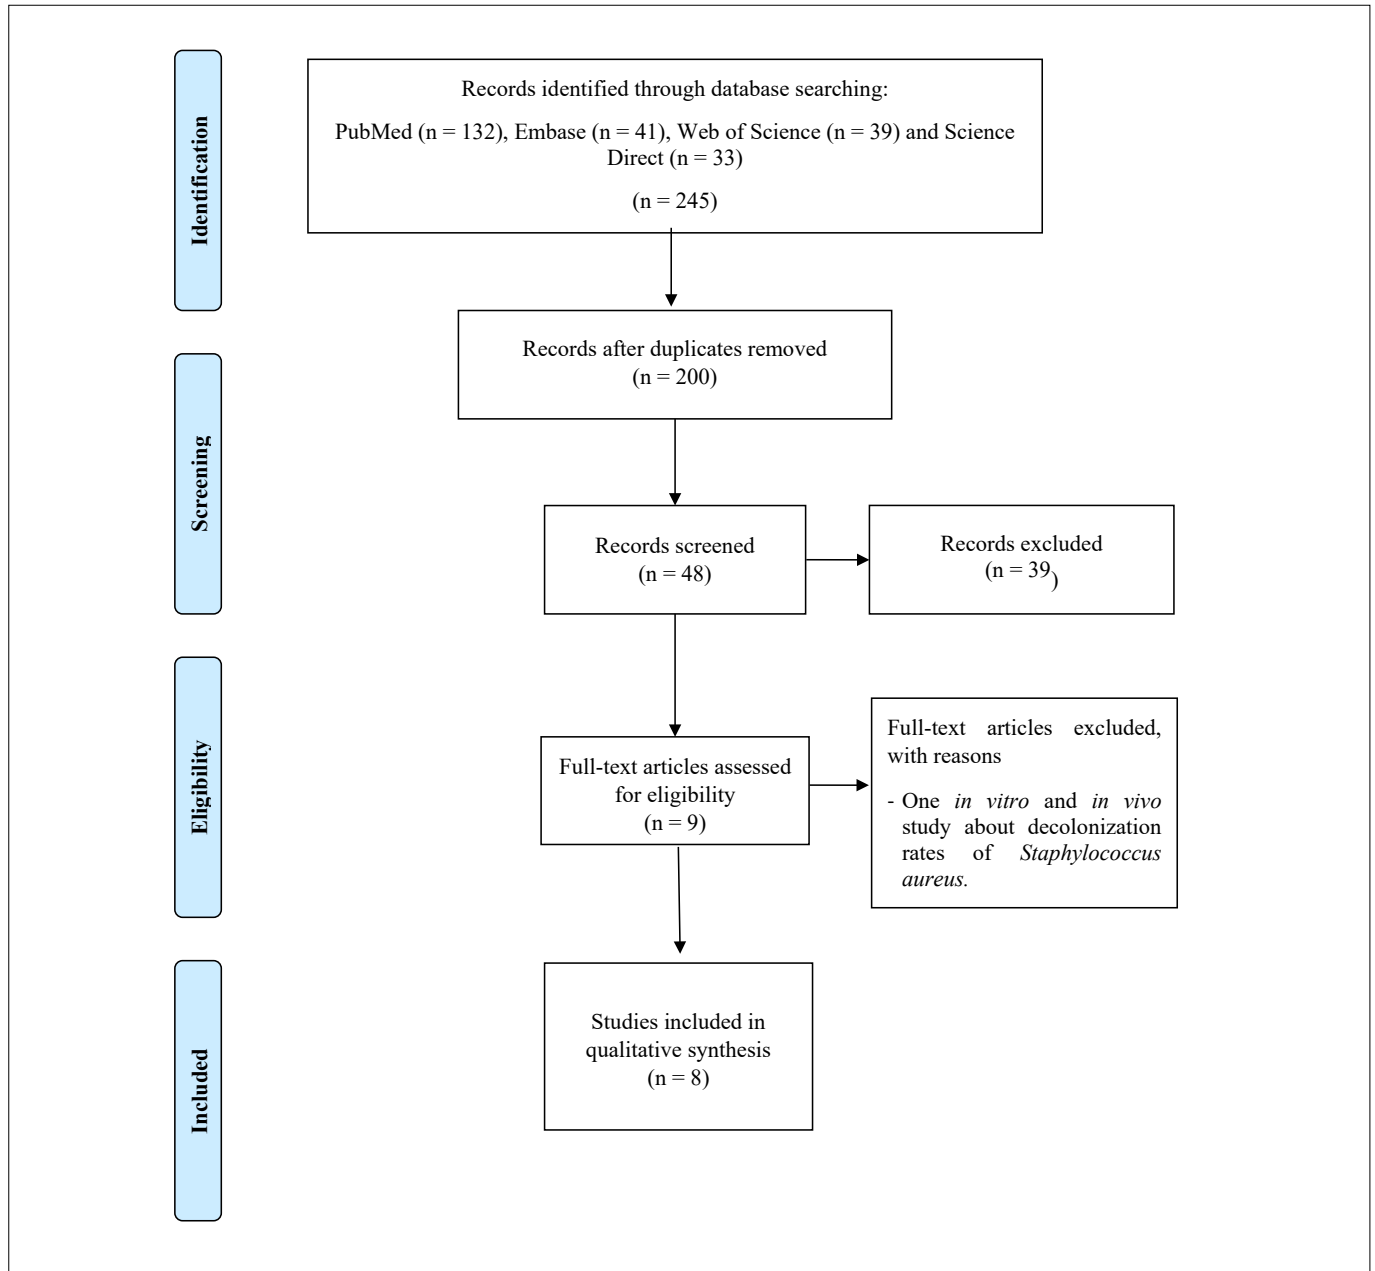 Identification
Records identified through database searching:
PubMed (n = 132), Embase (n = 41), Web of Science (n = 39) and Science
Direct (n = 33)
(n = 245)
Records after duplicates removed
(n = 200)
Screening
Records screened
(n = 48)
Records excluded
(n = 39)
Eligibility
Full-text articles assessed
for eligibility
(n = 9)
Full-text articles excluded,
with reasons
- One in vitro and in vivo
study about decolonization
rates of Staphylococcus
aureus.
Included
Studies included in
qualitative synthesis
(n = 8)